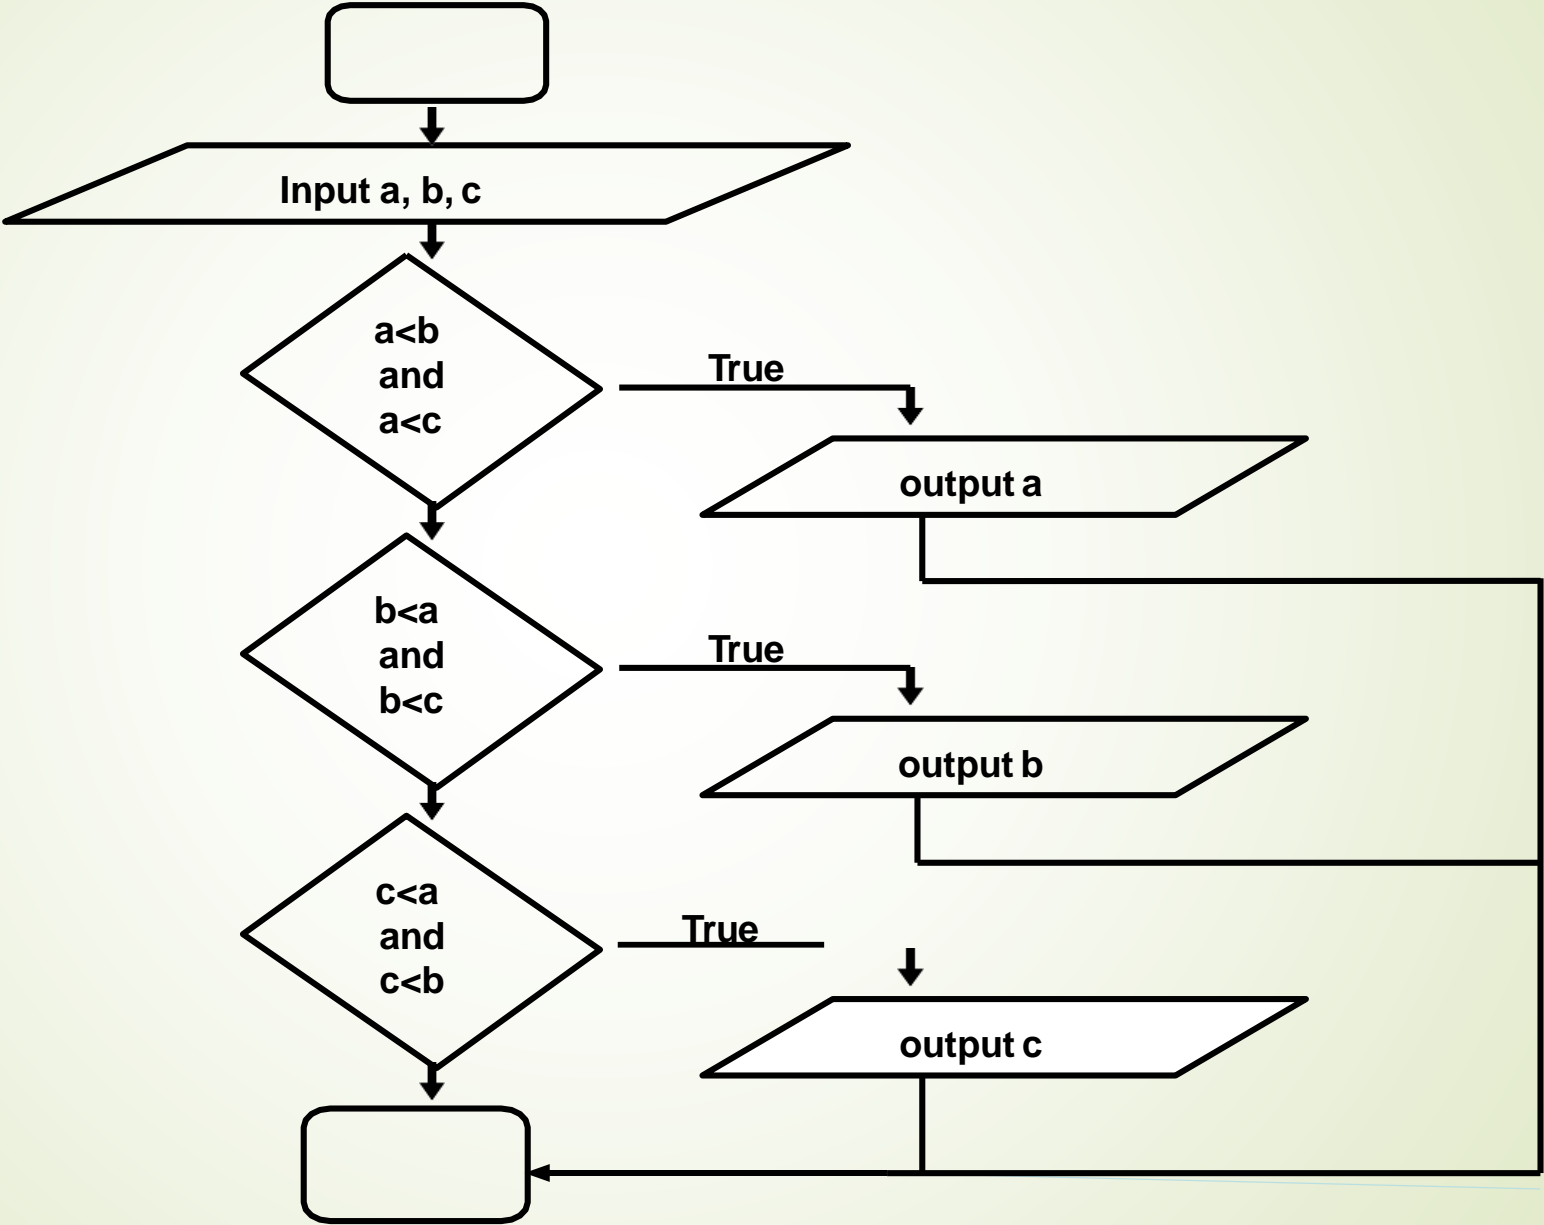 Input a, b, c
a<b
and
a<c
True
output a
b<a
and
b<c
True
output b
c<a
and
c<b
True
output c